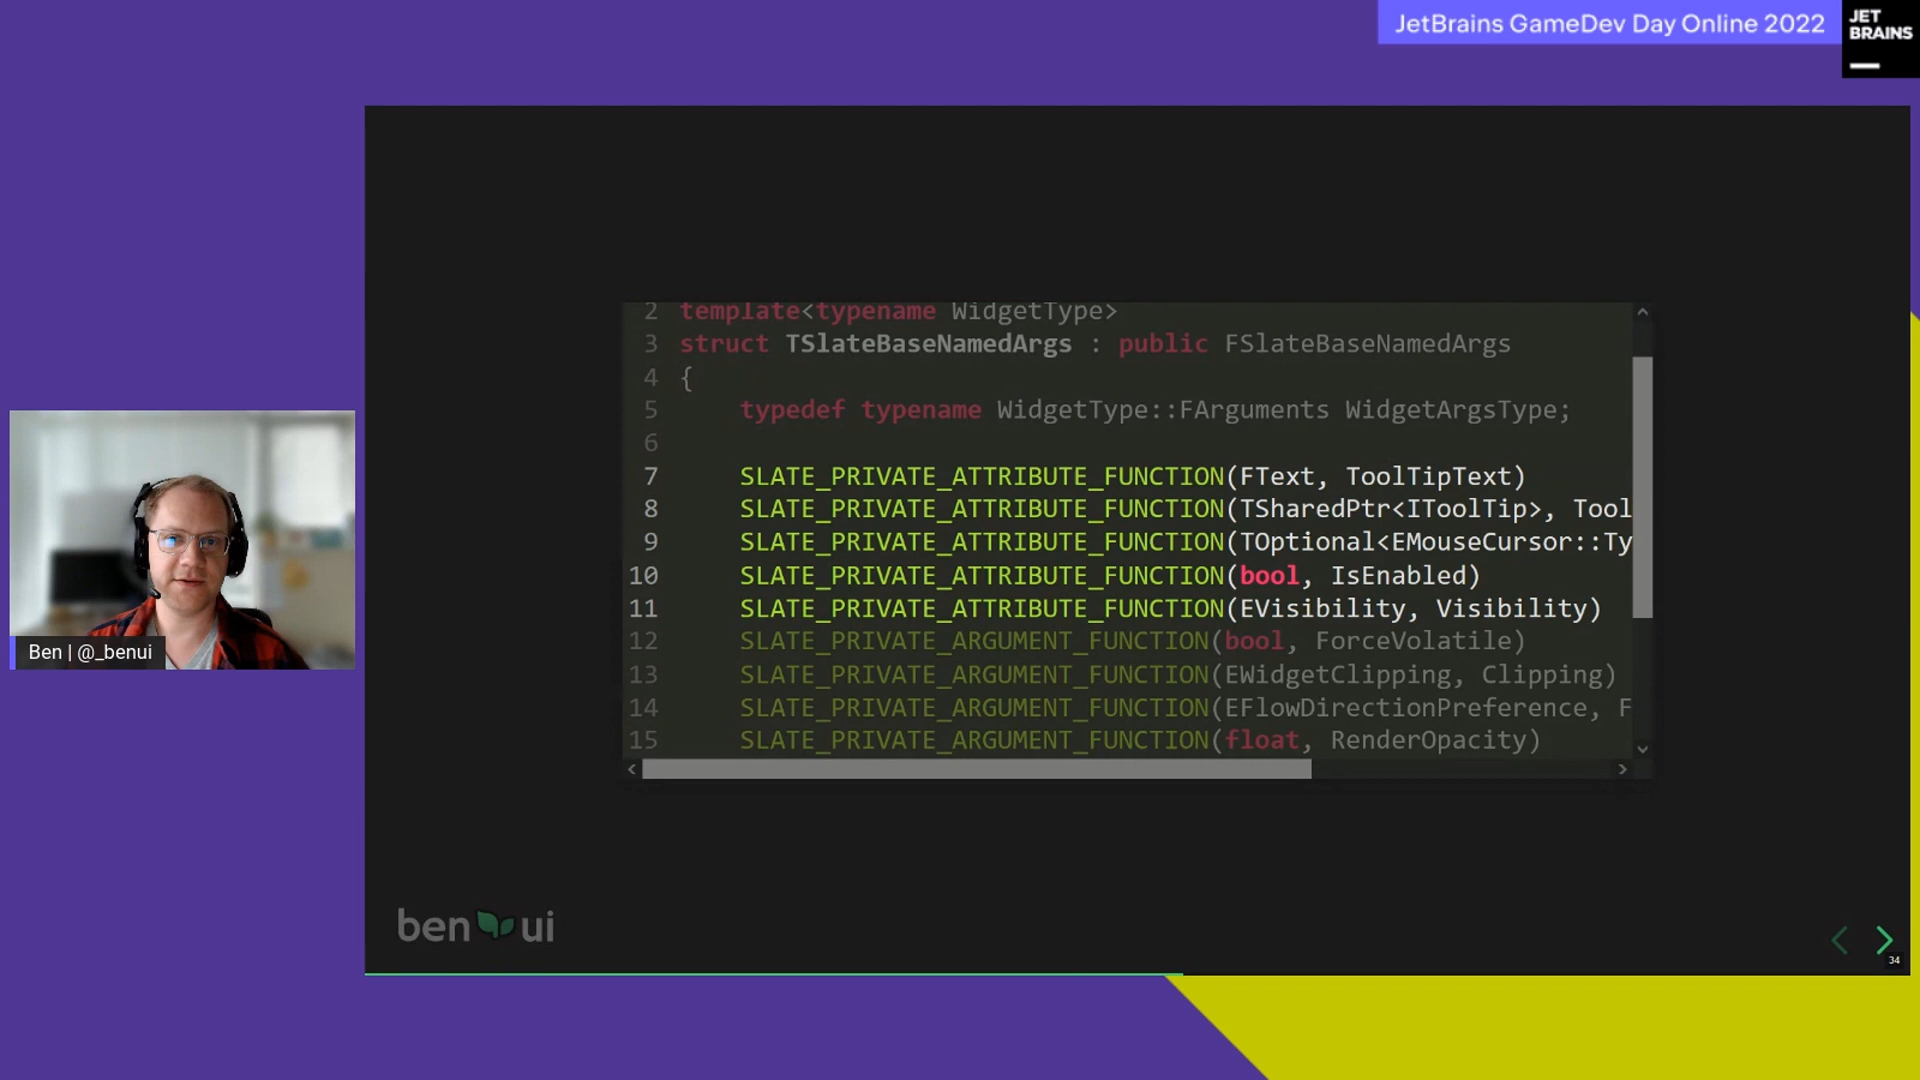 JetBrains GameDev Day Online 2022
JET
BRAINS
2 template<typename WidgetType>
3 struct TSlateBaseNamedArgs : public FSlateBaseNamedArgs
4 {
5 typedef typename WidgetType::FArguments WidgetArgsType;
6
7 SLATE_PRIVATE_ATTRIBUTE_FUNCTION(FText, ToolTipText)
8 SLATE_PRIVATE_ATTRIBUTE_FUNCTION(TSharedPtr<IToolTip>, Tool
9 SLATE_PRIVATE_ATTRIBUTE_FUNCTION(TOptional<EMouseCursor::Ty
10 SLATE_PRIVATE_ATTRIBUTE_FUNCTION(bool, IsEnabled)
11 SLATE_PRIVATE_ATTRIBUTE_FUNCTION(EVisibility, Visibility)
12 SLATE_PRIVATE_ARGUMENT_FUNCTION(bool, ForceVolatile)
13 SLATE_PRIVATE_ARGUMENT_FUNCTION(EWidgetClipping, Clipping)
14 SLATE_PRIVATE_ARGUMENT_FUNCTION(EFlowDirectionPreference, F
15 SLATE_PRIVATE_ARGUMENT_FUNCTION(float, RenderOpacity)
Ben | @_benui
ben ui
34